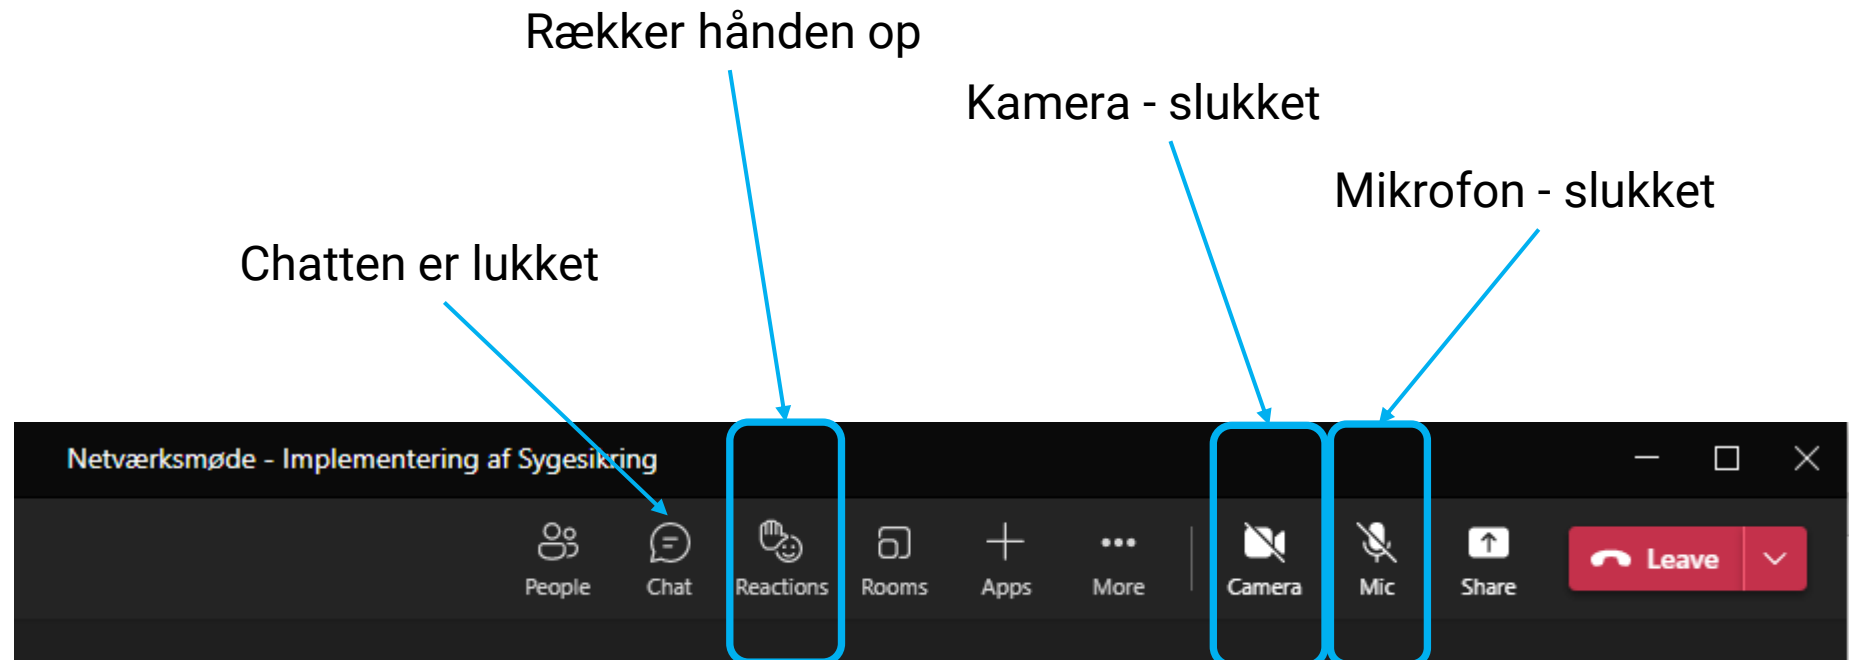 Rækker hånden op
Kamera - slukket
Mikrofon - slukket
Chatten er lukket
Netværksmøde - Implementering af Sygesikring
People Chat Reactions Rooms Apps More Camera Mic Share Leave